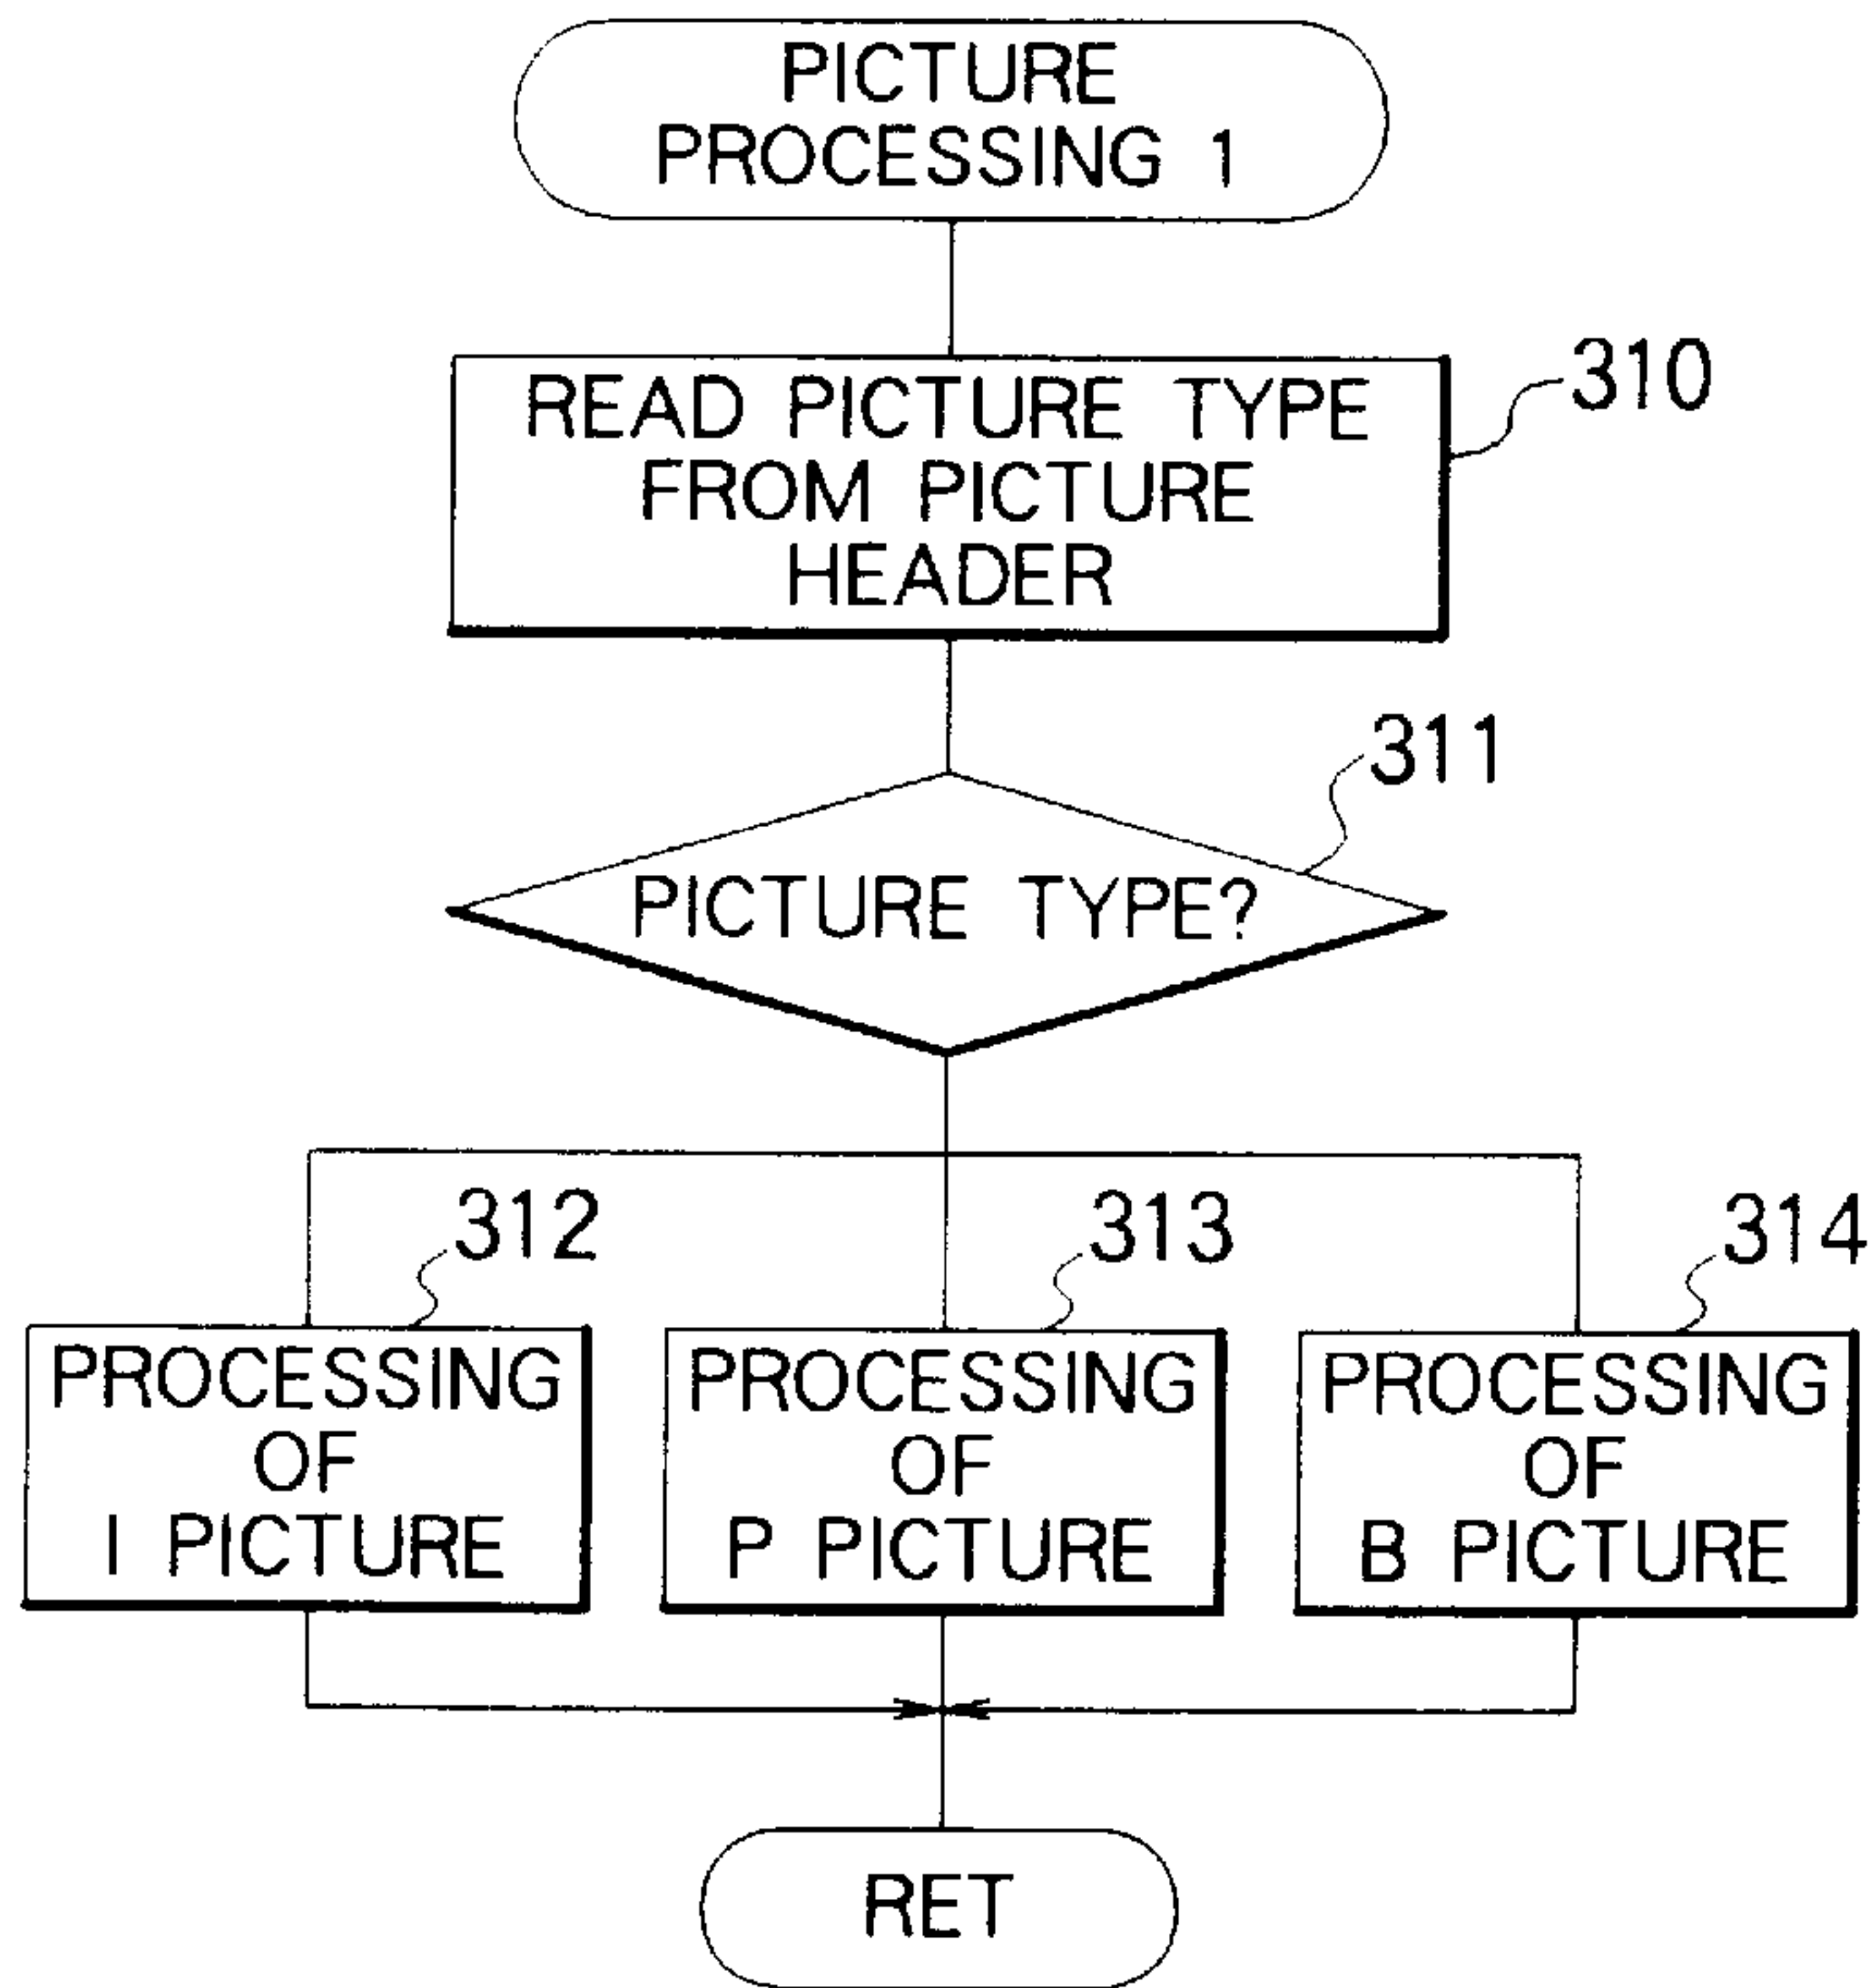 PICTURE
PROCESSING 1
310
READ PICTURE TYPE
FROM PICTURE
HEADER
311
PICTURE TYPE?
312
313
314
PROCESSING
OF
I PICTURE
PROCESSING
OF
P PICTURE
PROCESSING
OF
B PICTURE
RET